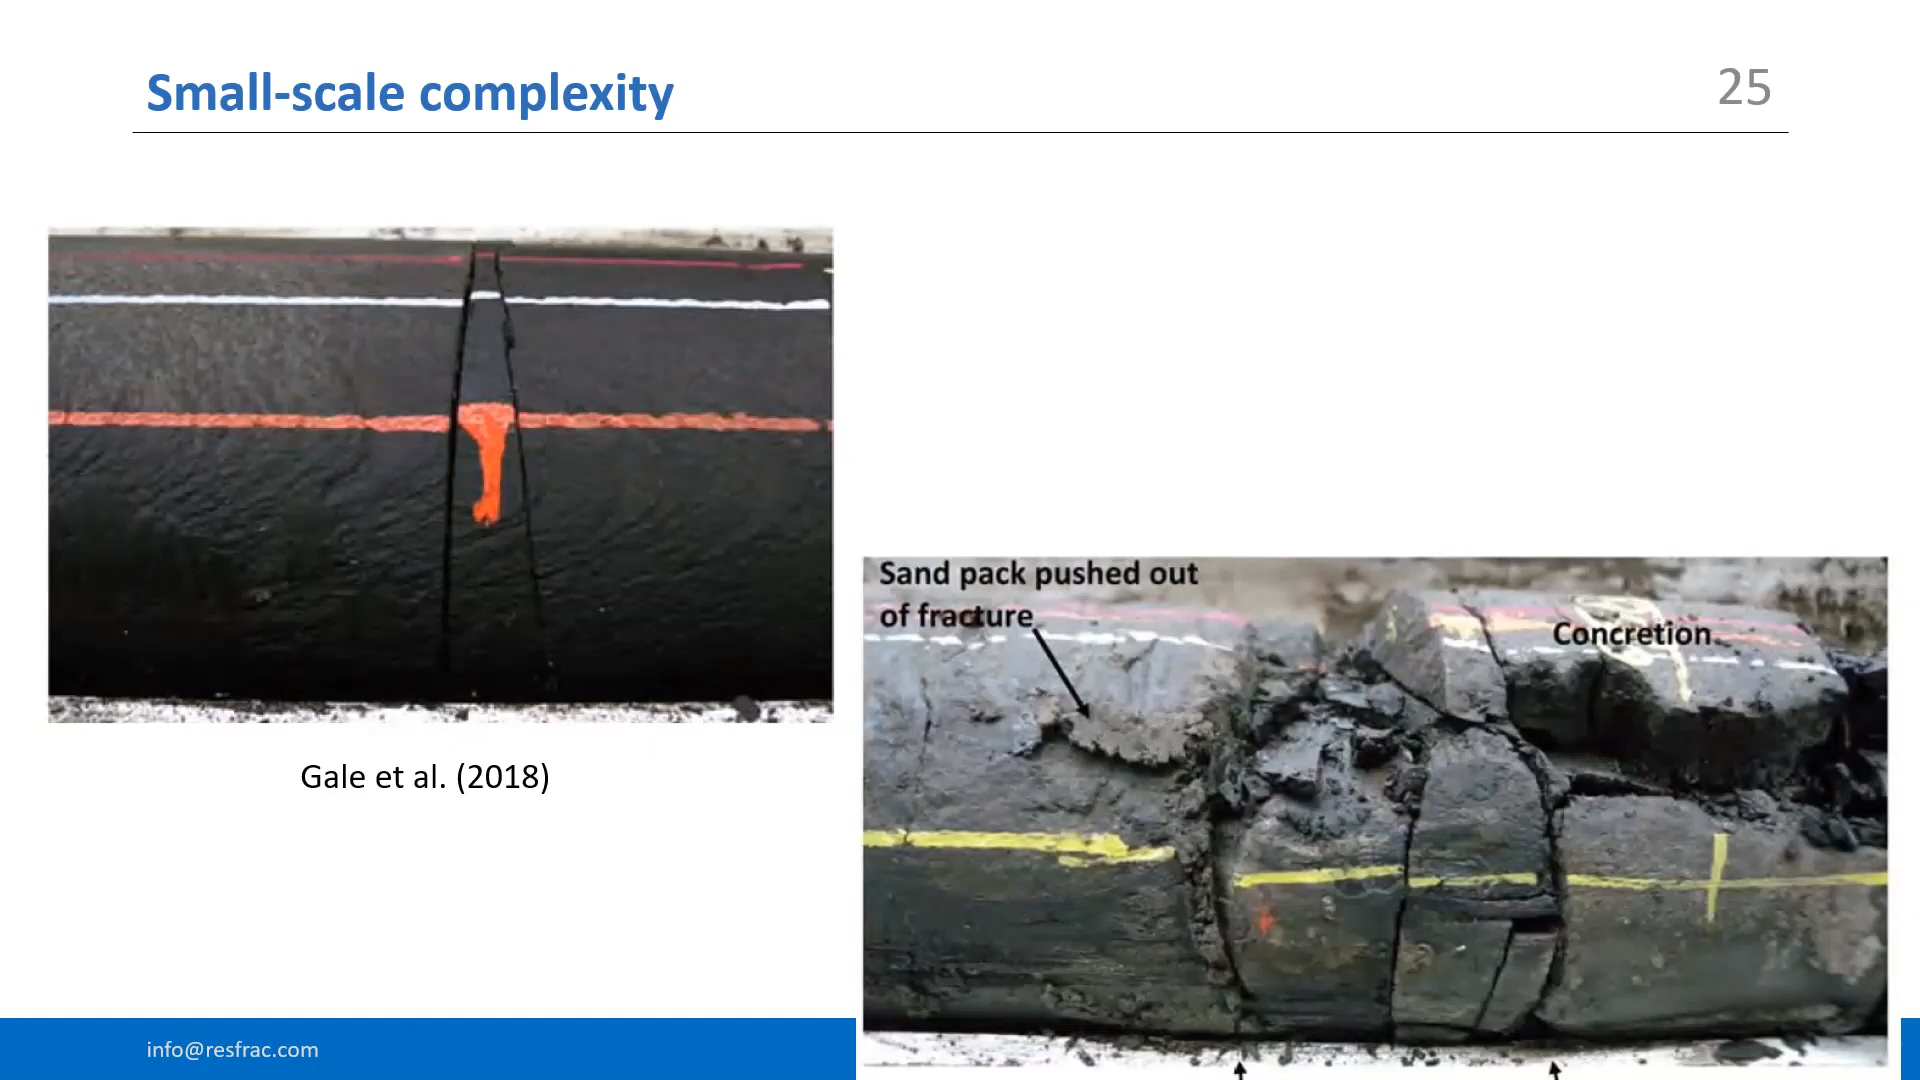 Small-scale complexity
25
Gale et al. (2018)
Sand pack pushed out
of fracture
Concretion
info@resfrac.com